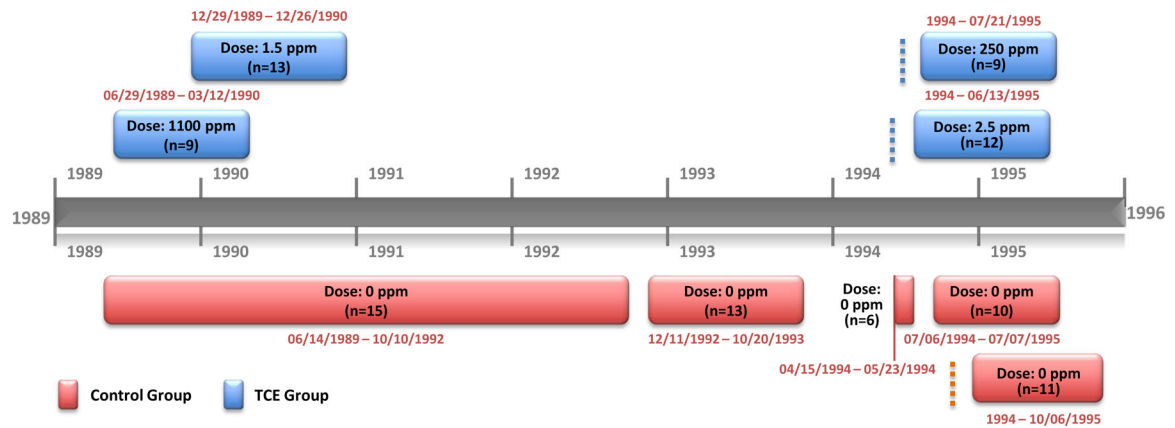 12/29/1989 – 12/26/1990
Dose: 1.5 ppm
(n=13)
06/29/1989 – 03/12/1990
Dose: 1100 ppm
(n=9)
1994 – 07/21/1995
Dose: 250 ppm
(n=9)
1994 – 06/13/1995
Dose: 2.5 ppm
(n=12)
1989 1990 1991 1992 1993 1994 1995
1989 1996
1989 1990 1991 1992 1993 1994 1995
Dose: 0 ppm
(n=15)
06/14/1989 – 10/10/1992
Dose: 0 ppm
(n=13)
12/11/1992 – 10/20/1993
Dose:
0 ppm
(n=6)
04/15/1994 – 05/23/1994
Dose: 0 ppm
(n=10)
07/06/1994 – 07/07/1995
Dose: 0 ppm
(n=11)
1994 – 10/06/1995
Control Group
TCE Group